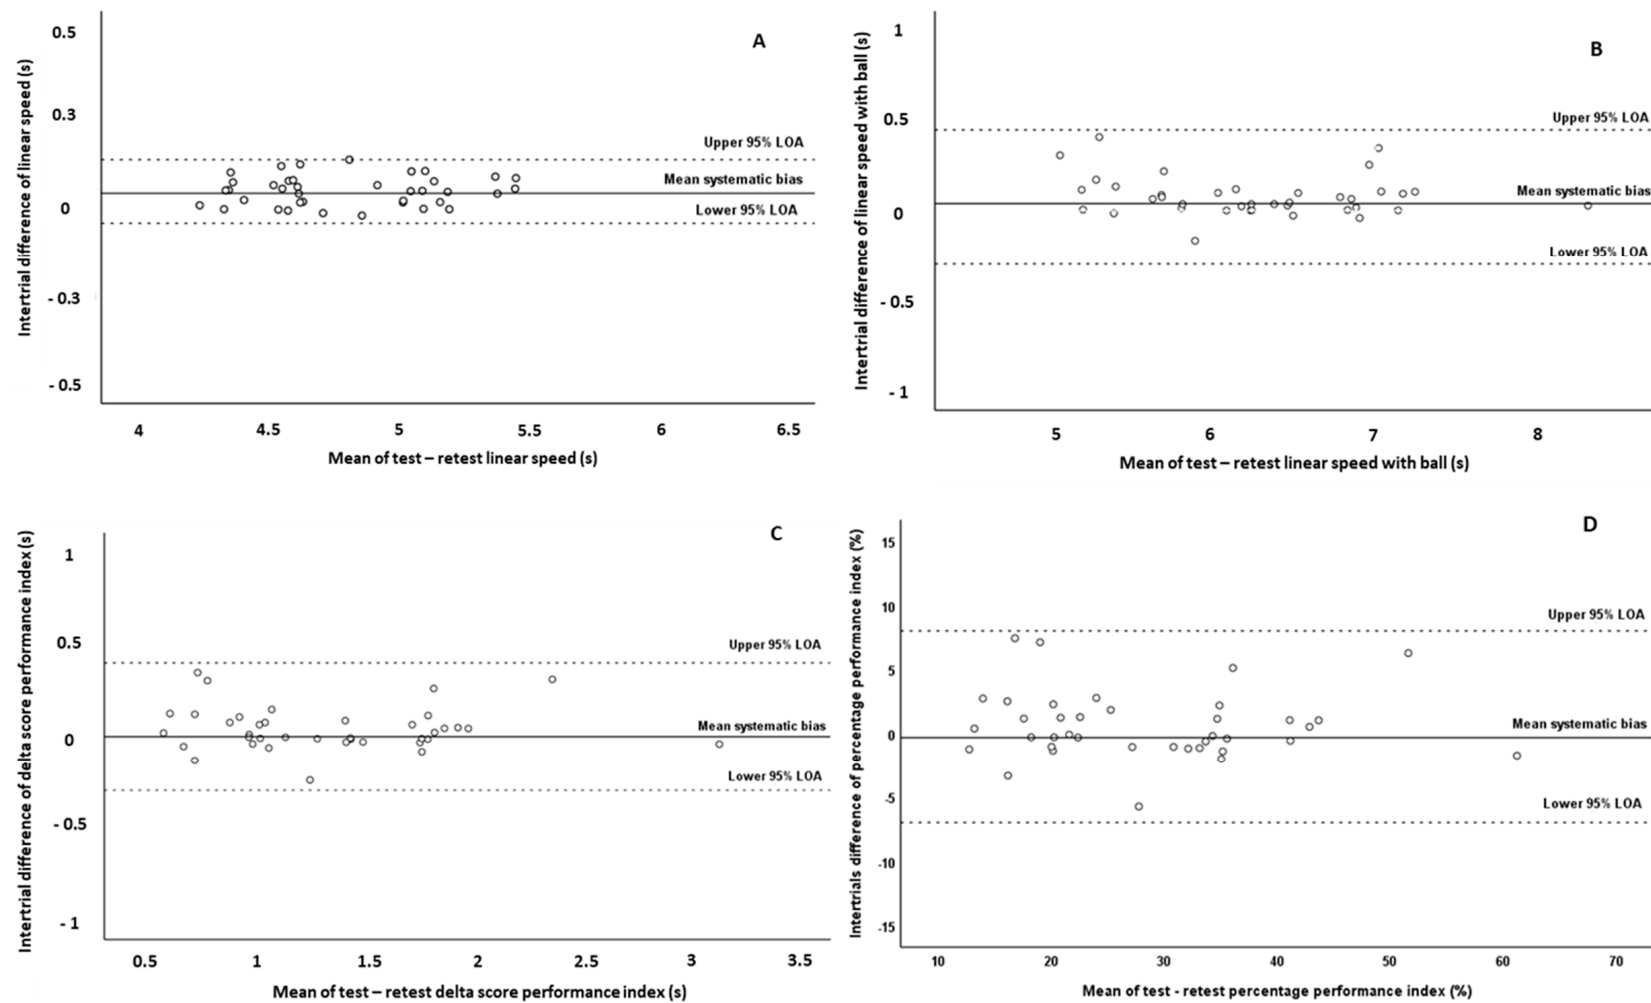 A
Intertrial difference of linear speed (s)
0.5
0.3
0
- 0.3
- 0.5
Upper 95% LOA
Mean systematic bias
Lower 95% LOA
4 4.5 5 5.5 6 6.5
Mean of test – retest linear speed (s)
B
Intertrial difference of linear speed with ball (s)
1
0.5
0
- 0.5
- 1
Upper 95% LOA
Mean systematic bias
Lower 95% LOA
5 6 7 8
Mean of test – retest linear speed with ball (s)
C
Intertrial difference of delta score performance index (s)
1
0.5
0
- 0.5
- 1
Upper 95% LOA
Mean systematic bias
Lower 95% LOA
0.5 1 1.5 2 2.5 3 3.5
Mean of test – retest delta score performance index (s)
D
Intertrials difference of percentage performance index (%)
15
10
5
0
-5
-10
-15
Upper 95% LOA
Mean systematic bias
Lower 95% LOA
10 20 30 40 50 60 70
Mean of test - retest percentage performance index (%)